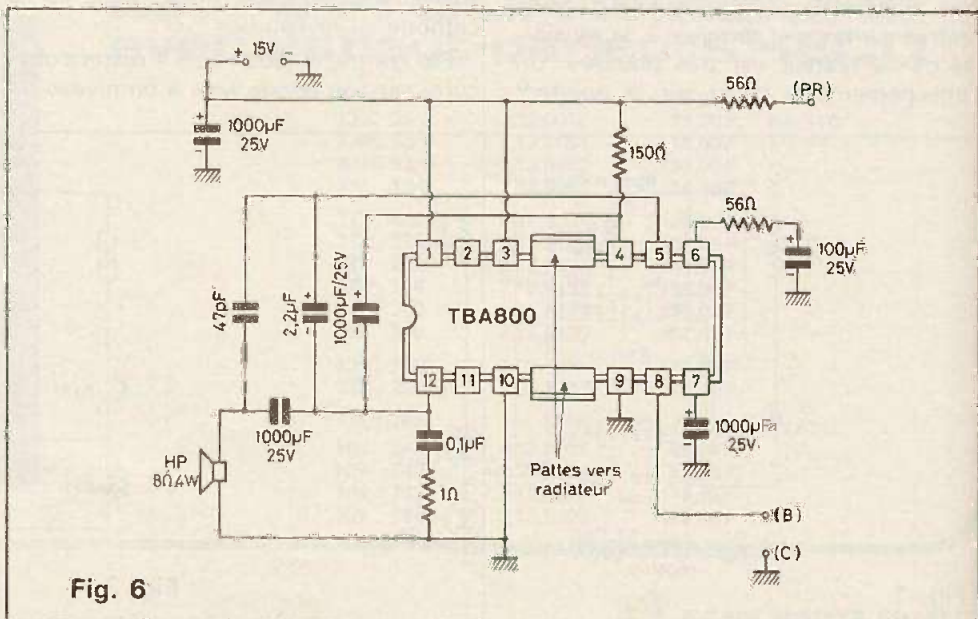 + 15V -
1000µF
25V
56Ω
(PR)
150Ω
56Ω
100µF
25V
+
-
47pF
2,2µF
1000µF/25V
1
2
3
4
5
6
TBA800
12
11
10
9
8
7
1000µF
25V
0,1µF
1000µF
25V
HP
8Ω4W
1Ω
Pattes vers
radiateur
(B)
(C)
Fig. 6